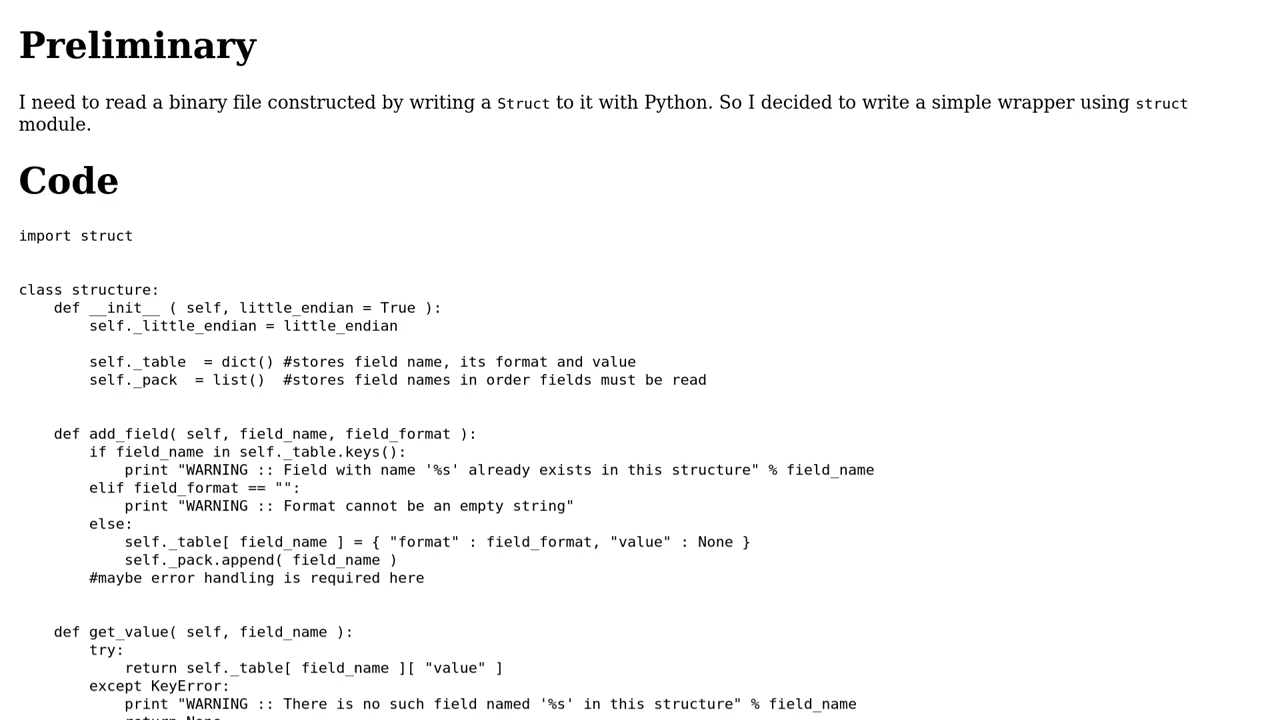 Preliminary
I need to read a binary file constructed by writing a Struct to it with Python. So I decided to write a simple wrapper using struct
module.
Code
import struct
class structure:
    def __init__ ( self, little_endian = True ):
        self._little_endian = little_endian
        self._table  = dict() #stores field name, its format and value
        self._pack  = list()  #stores field names in order fields must be read
    def add_field( self, field_name, field_format ):
        if field_name in self._table.keys():
            print "WARNING :: Field with name '%s' already exists in this structure" % field_name
        elif field_format == "":
            print "WARNING :: Format cannot be an empty string"
        else:
            self._table[ field_name ] = { "format" : field_format, "value" : None }
            self._pack.append( field_name )
        #maybe error handling is required here
    def get_value( self, field_name ):
        try:
            return self._table[ field_name ][ "value" ]
        except KeyError:
            print "WARNING :: There is no such field named '%s' in this structure" % field_name
            return None